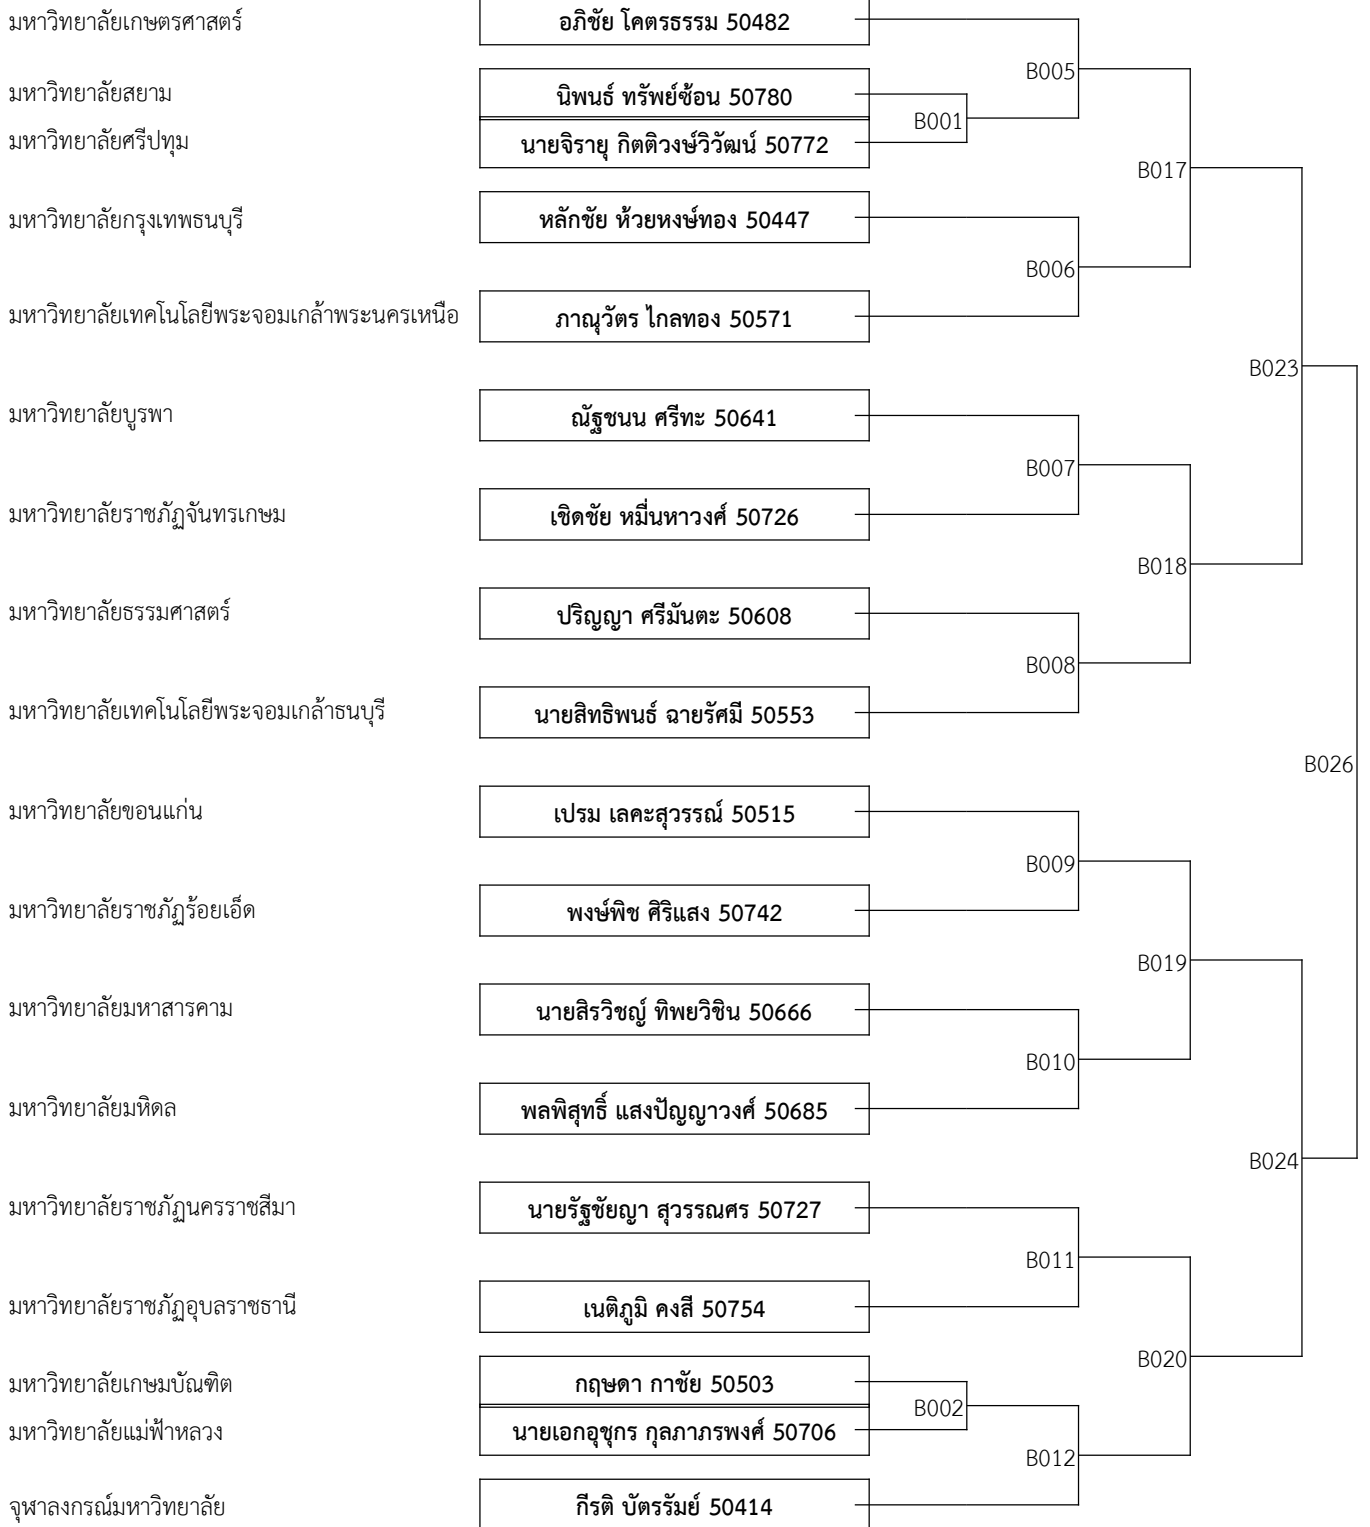 มหาวิทยาลัยเกษตรศาสตร์ อภิชัย โคตรธรรม 50482
B005
มหาวิทยาลัยสยาม นิพนธ์ ทรัพย์ซ้อน 50780
B001
มหาวิทยาลัยศรีปทุม นายจิรายุ กิตติวงษ์วิวัฒน์ 50772
B017
มหาวิทยาลัยกรุงเทพธนบุรี หลักชัย ห้วยหงษ์ทอง 50447
B006
มหาวิทยาลัยเทคโนโลยีพระจอมเกล้าพระนครเหนือ ภาณุวัตร ไกลทอง 50571
B023
มหาวิทยาลัยบูรพา ณัฐชนน ศรีทะ 50641
B007
มหาวิทยาลัยราชภัฏจันทรเกษม เชิดชัย หมื่นหาวงศ์ 50726
B018
มหาวิทยาลัยธรรมศาสตร์ ปริญญา ศรีมันตะ 50608
B008
มหาวิทยาลัยเทคโนโลยีพระจอมเกล้าธนบุรี นายสิทธิพนธ์ ฉายรัศมี 50553
B026
มหาวิทยาลัยขอนแก่น เปรม เลคะสุวรรณ์ 50515
B009
มหาวิทยาลัยราชภัฏร้อยเอ็ด พงษ์พิช ศิริแสง 50742
B019
มหาวิทยาลัยมหาสารคาม นายสิรวิชญ์ ทิพยวิชิน 50666
B010
มหาวิทยาลัยมหิดล พลพิสุทธิ์ แสงปัญญาวงศ์ 50685
B024
มหาวิทยาลัยราชภัฏนครราชสีมา นายรัฐชัยญา สุวรรณศร 50727
B011
มหาวิทยาลัยราชภัฏอุบลราชธานี เนติภูมิ คงสี 50754
B020
มหาวิทยาลัยเกษมบัณฑิต กฤษดา กาชัย 50503
B002
มหาวิทยาลัยแม่ฟ้าหลวง นายเอกอุชุกร กุลภาภรพงศ์ 50706
B012
จุฬาลงกรณ์มหาวิทยาลัย กีรติ บัตรรัมย์ 50414